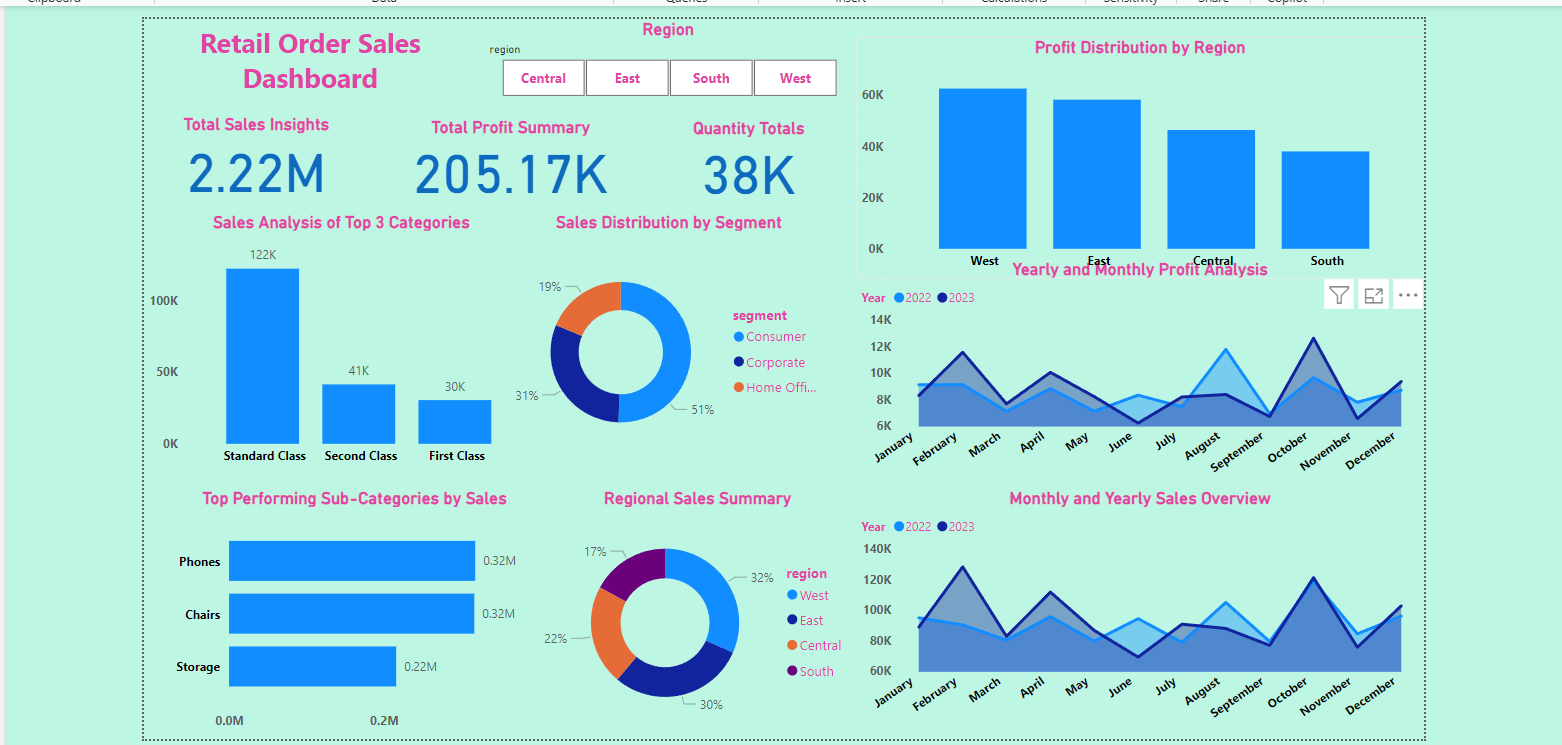 Retail Order Sales
Dashboard
Region
region
Central East South West
Total Sales Insights
2.22M
Total Profit Summary
205.17K
Quantity Totals
38K
Profit Distribution by Region
60K
40K
20K
0K
West East Central South
Sales Analysis of Top 3 Categories
122K
41K
30K
100K
50K
0K
Standard Class Second Class First Class
Sales Distribution by Segment
19%
31%
51%
segment
Consumer
Corporate
Home Offi...
Yearly and Monthly Profit Analysis
Year 2022 2023
14K
12K
10K
8K
6K
January February March April May June July August September October November December
Top Performing Sub-Categories by Sales
Phones 0.32M
Chairs 0.32M
Storage 0.22M
0.0M 0.2M
Regional Sales Summary
17%
32%
22%
30%
region
West
East
Central
South
Monthly and Yearly Sales Overview
Year 2022 2023
140K
120K
100K
80K
60K
January February March April May June July August September October November December